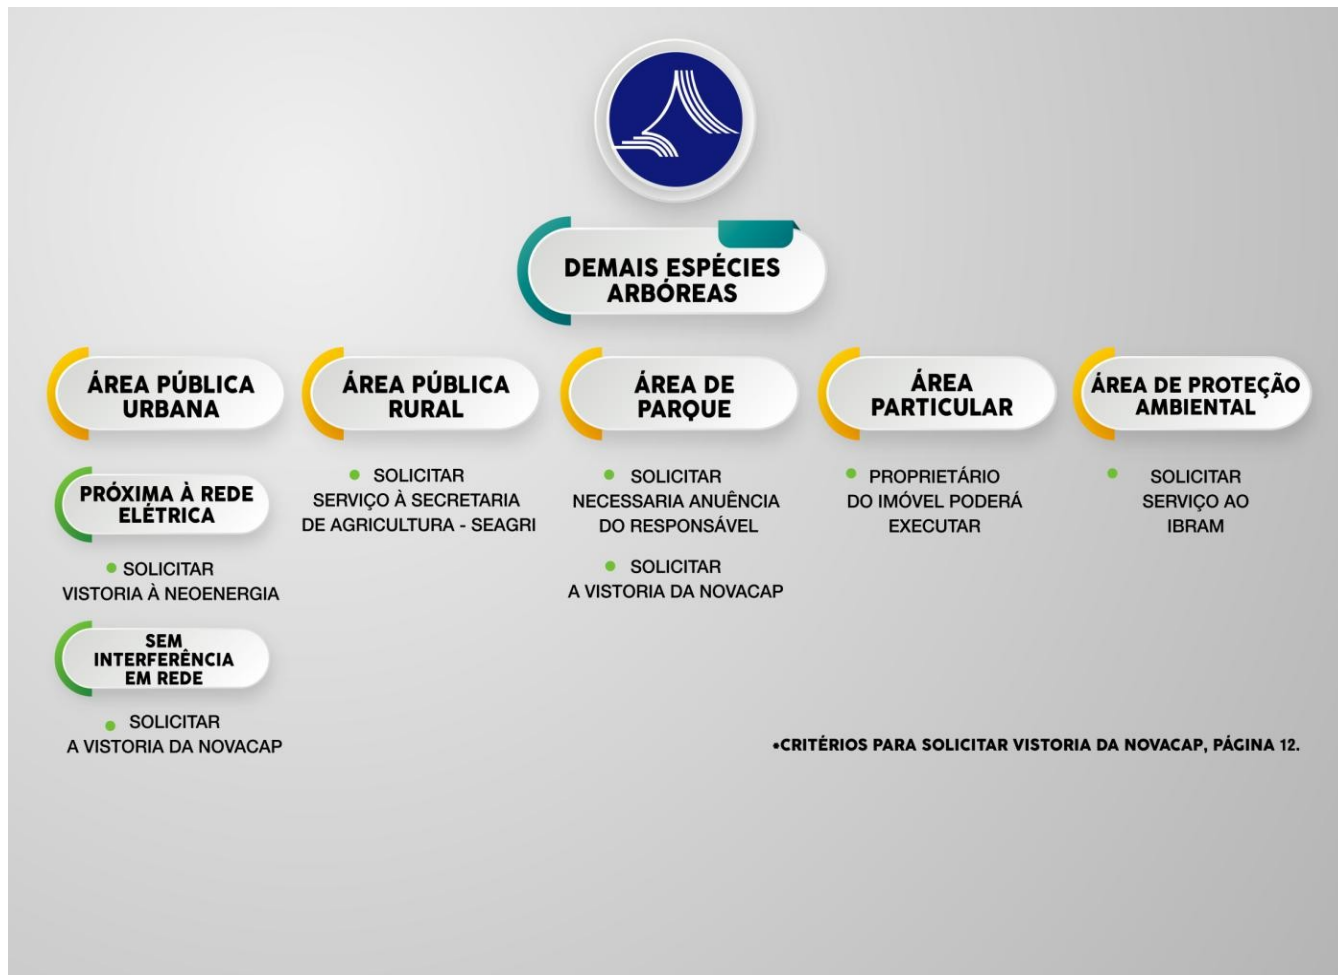 DEMAIS ESPÉCIES
ARBÓREAS
ÁREA PÚBLICA
URBANA
PRÓXIMA À REDE
ELÉTRICA
SOLICITAR
VISTORIA À NEOENERGIA
SEM
INTERFERÊNCIA
EM REDE
SOLICITAR
A VISTORIA DA NOVACAP
ÁREA PÚBLICA
RURAL
SOLICITAR
SERVIÇO À SECRETARIA
DE AGRICULTURA - SEAGRI
ÁREA DE
PARQUE
SOLICITAR
NECESSARIA ANUÊNCIA
DO RESPONSÁVEL
SOLICITAR
A VISTORIA DA NOVACAP
ÁREA
PARTICULAR
PROPRIETÁRIO
DO IMÓVEL PODERÁ
EXECUTAR
ÁREA DE PROTEÇÃO
AMBIENTAL
SOLICITAR
SERVIÇO AO
IBRAM
•CRITÉRIOS PARA SOLICITAR VISTORIA DA NOVACAP, PÁGINA 12.